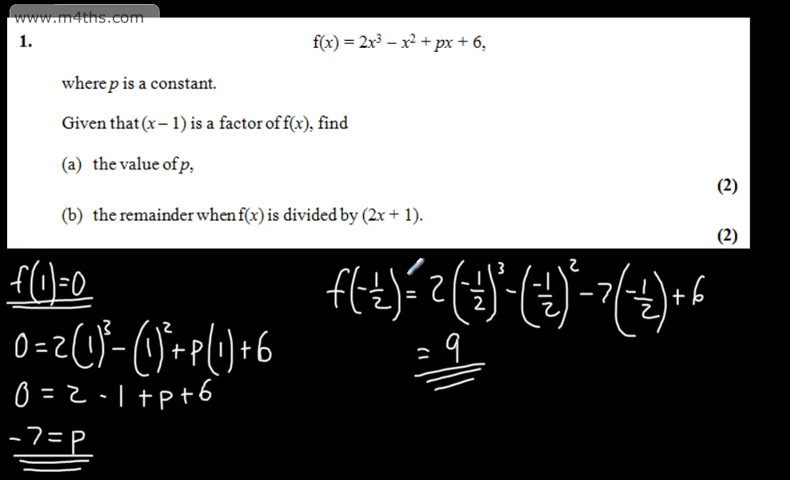 www.m4ths.com
1. f(x) = 2x³ – x² + px + 6,
where p is a constant.
Given that (x – 1) is a factor of f(x), find
(a) the value of p,
(2)
(b) the remainder when f(x) is divided by (2x + 1).
(2)
f(1)=0
0=2(1)³-(1)²+p(1)+6
0 = 2 - 1 + p + 6
-7 = p
f(-1/2) = 2(-1/2)³-(-1/2)²-7(-1/2)+6
= 9